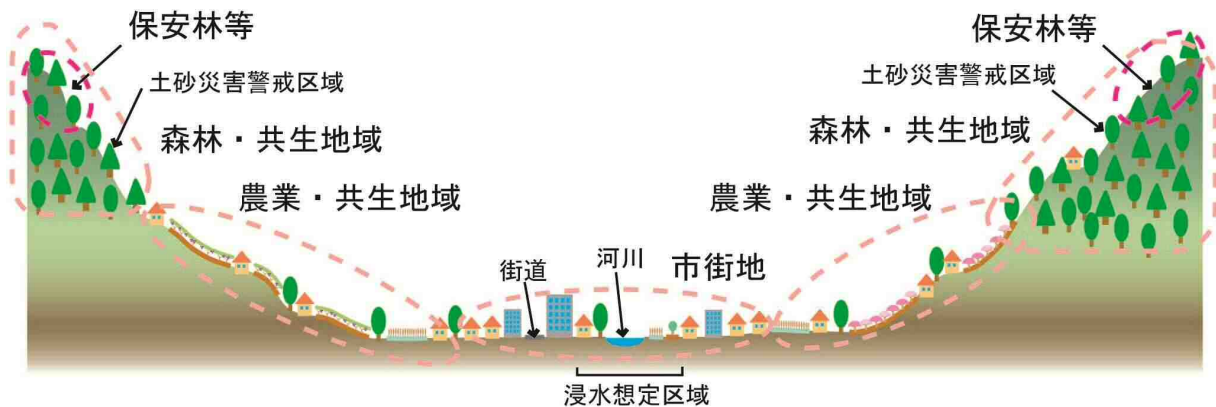 保安林等
土砂災害警戒区域
森林・共生地域
農業・共生地域
街道
河川
市街地
浸水想定区域
保安林等
土砂災害警戒区域
森林・共生地域
農業・共生地域